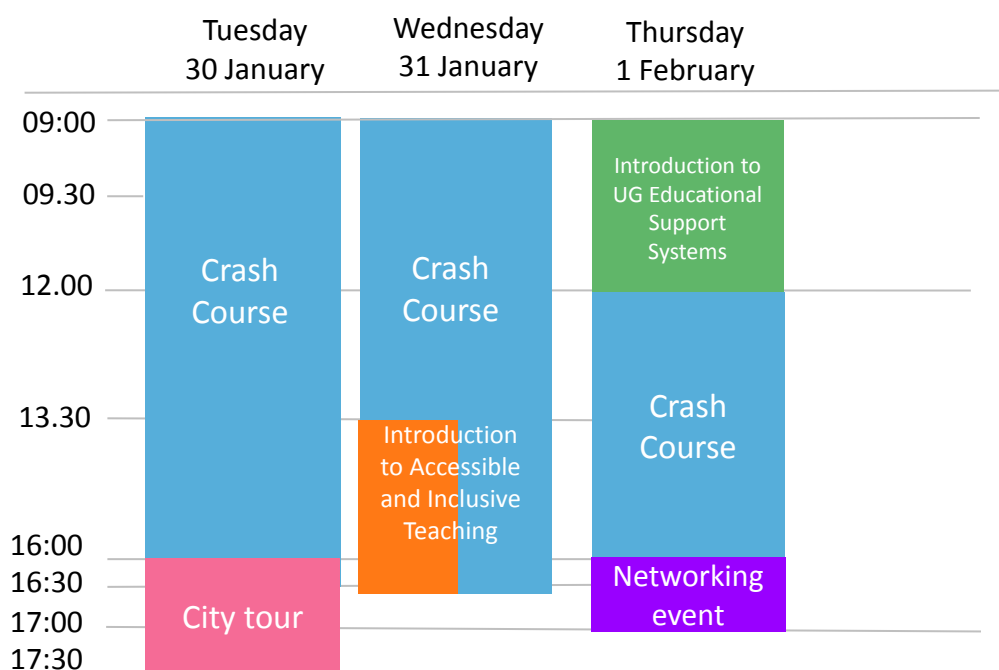 Tuesday
30 January
Wednesday
31 January
Thursday
1 February
09:00
09.30
12.00
13.30
16:00
16:30
17:00
17:30
Crash
Course
City tour
Crash
Course
Introduction
to Accessible
and Inclusive
Teaching
Introduction to
UG Educational
Support
Systems
Crash
Course
Networking
event